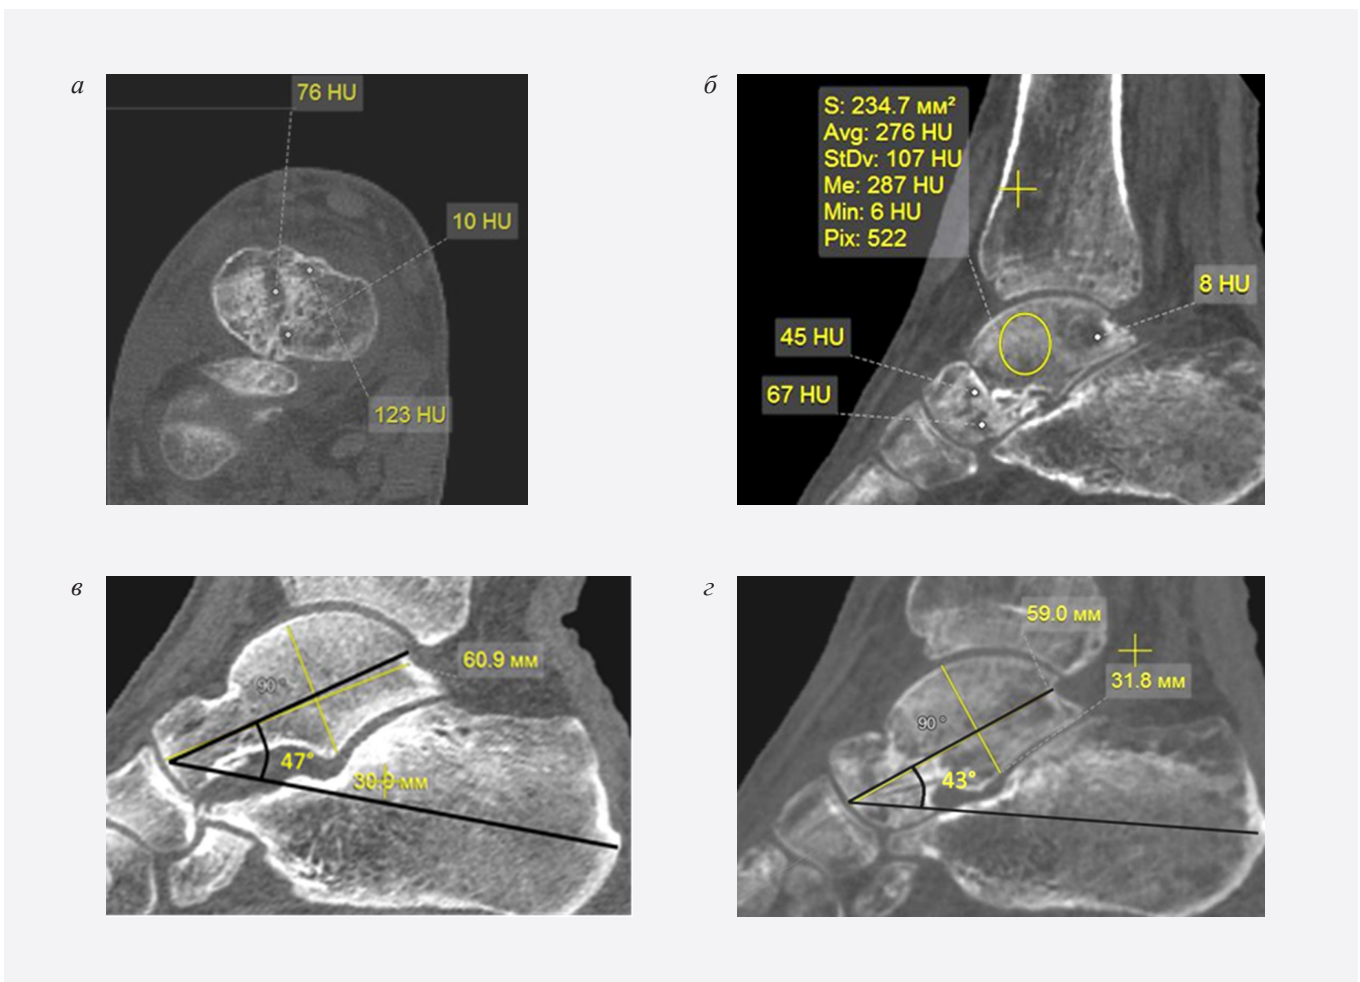 а
76 HU
10 HU
123 HU
б
S: 234.7 мм²
Avg: 276 HU
StDv: 107 HU
Me: 287 HU
Min: 6 HU
Pix: 522
8 HU
45 HU
67 HU
в
60.9 мм
90°
47°
30.0 мм
г
59.0 мм
31.8 мм
90°
43°